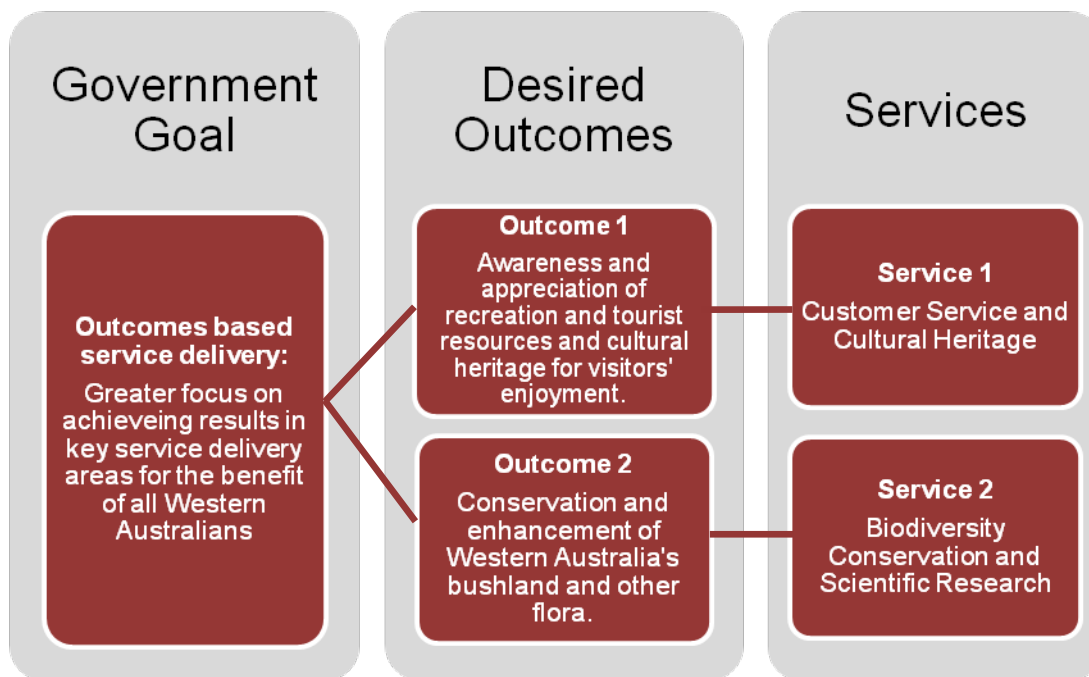 Government
Goal
Outcomes based
service delivery:
Greater focus on
achieveing results in
key service delivery
areas for the benefit
of all Western
Australians
Desired
Outcomes
Outcome 1
Awareness and
appreciation of
recreation and tourist
resources and cultural
heritage for visitors'
enjoyment.
Outcome 2
Conservation and
enhancement of
Western Australia's
bushland and other
flora.
Services
Service 1
Customer Service and
Cultural Heritage
Service 2
Biodiversity
Conservation and
Scientific Research